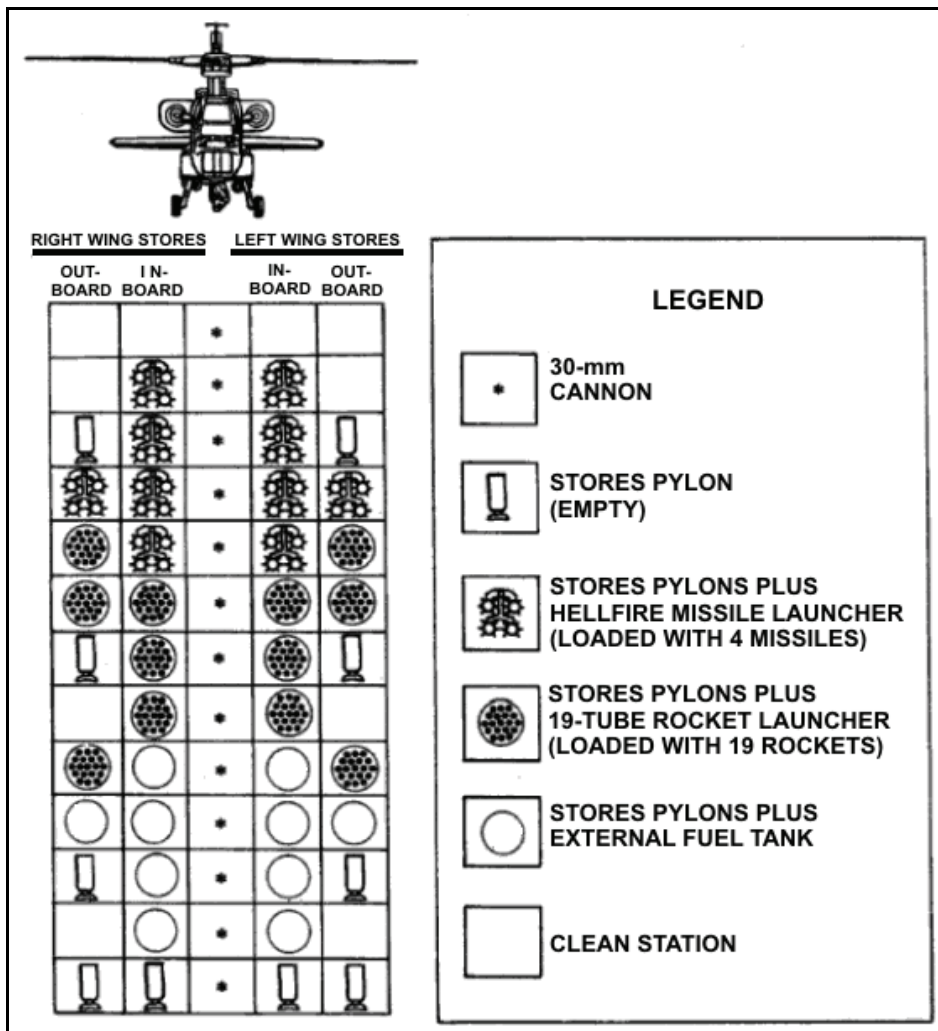 RIGHT WING STORES
LEFT WING STORES
OUT-
BOARD
I N-
BOARD
IN-
BOARD
OUT-
BOARD
LEGEND
30-mm
CANNON
STORES PYLON
(EMPTY)
STORES PYLONS PLUS
HELLFIRE MISSILE LAUNCHER
(LOADED WITH 4 MISSILES)
STORES PYLONS PLUS
19-TUBE ROCKET LAUNCHER
(LOADED WITH 19 ROCKETS)
STORES PYLONS PLUS
EXTERNAL FUEL TANK
CLEAN STATION